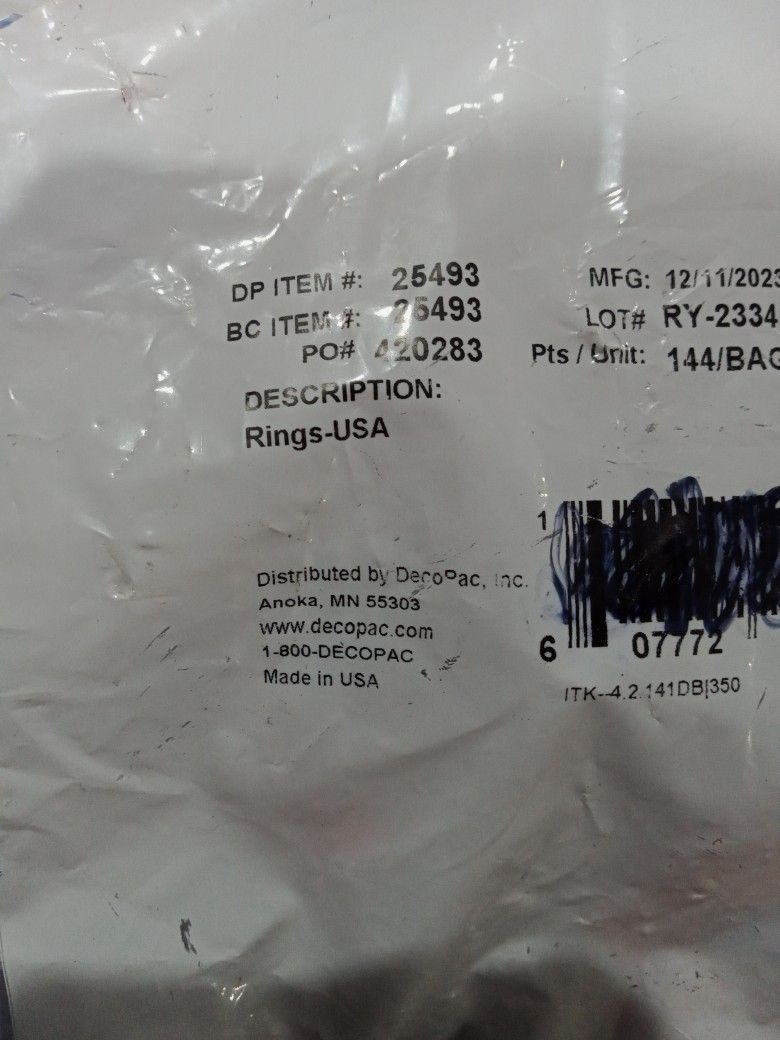 DP ITEM #: 25493
BC ITEM #: 25493
PO# 420283
DESCRIPTION:
Rings-USA
MFG: 12/11/2023
LOT# RY-2334
Pts / Unit: 144/BAG
Distributed by DecoPac, Inc.
Anoka, MN 55303
www.decopac.com
1-800-DECOPAC
Made in USA
1
6 07772
ITK--4.2.141DB|350